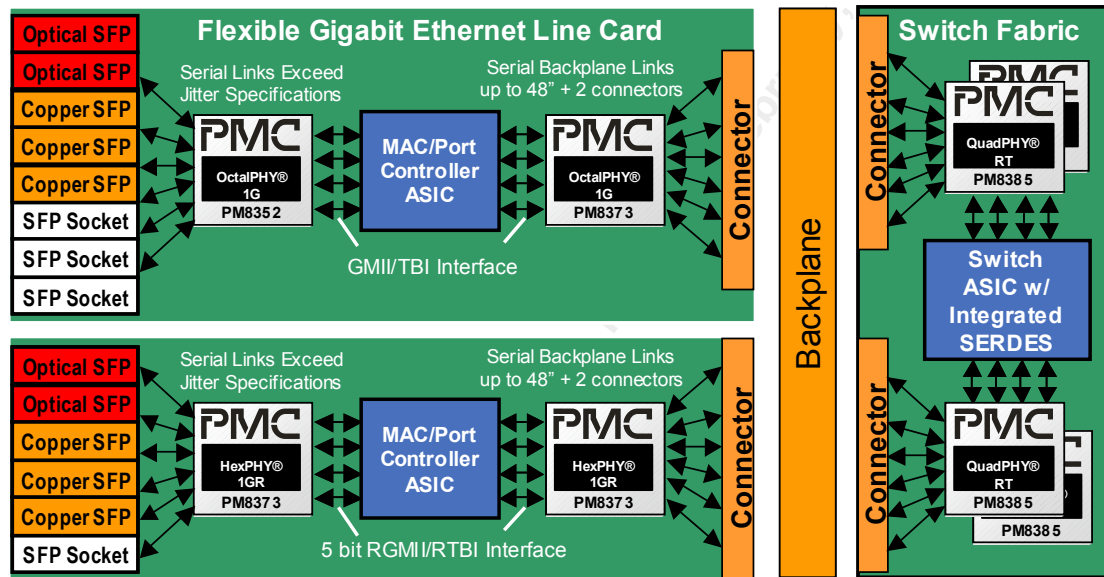 Flexible Gigabit Ethernet Line Card
Optical SFP
Optical SFP
Copper SFP
Copper SFP
Copper SFP
SFP Socket
SFP Socket
SFP Socket
Serial Links Exceed
Jitter Specifications
Serial Backplane Links
up to 48” + 2 connectors
PMC
OctalPHY®
1G
PM8352
MAC/Port
Controller
ASIC
PMC
OctalPHY®
1G
PM8373
GMII/TBI Interface
Connector
Optical SFP
Optical SFP
Copper SFP
Copper SFP
Copper SFP
SFP Socket
Serial Links Exceed
Jitter Specifications
Serial Backplane Links
up to 48” + 2 connectors
PMC
HexPHY®
1GR
PM8373
MAC/Port
Controller
ASIC
PMC
HexPHY®
1GR
PM8373
5 bit RGMII/RTBI Interface
Connector
Backplane
Switch Fabric
Connector
PMC
QuadPHY®
RT
PM8385
Switch
ASIC w/
Integrated
SERDES
Connector
PMC
QuadPHY®
RT
PM8385
PM8385